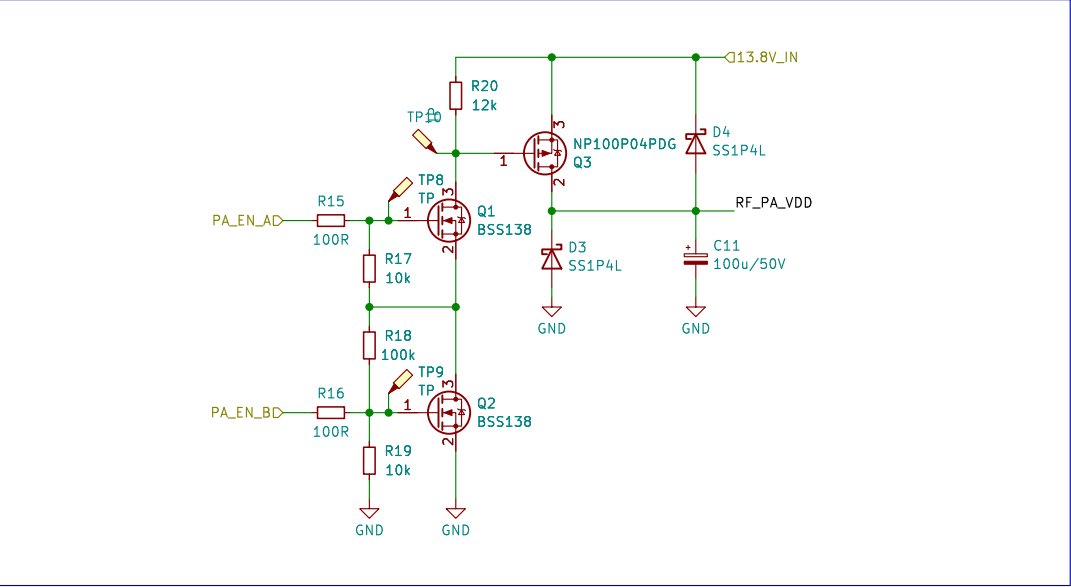 13.8V_IN
R20
12k
TP10
TP
3
1
NP100P04PDG
Q3
2
D4
SS1P4L
RF_PA_VDD
TP8
TP
R15
PA_EN_A
100R
1
3
Q1
BSS138
2
R17
10k
D3
SS1P4L
C11
100u/50V
+
GND
GND
R18
100k
TP9
TP
R16
PA_EN_B
100R
1
3
Q2
BSS138
2
R19
10k
GND
GND